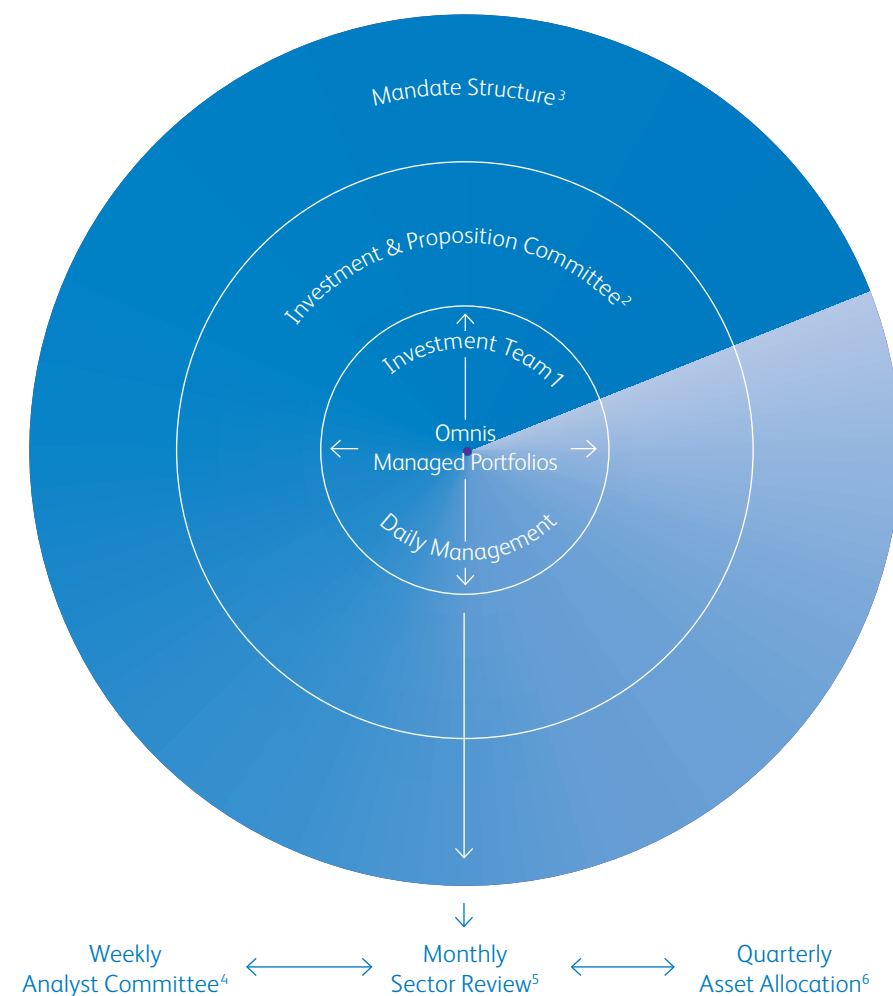 Mandate Structure³
Investment & Proposition Committee²
Investment Team1
Omnis
Managed Portfolios
Daily Management
Weekly
Analyst Committee⁴
Monthly
Sector Review⁵
Quarterly
Asset Allocation⁶